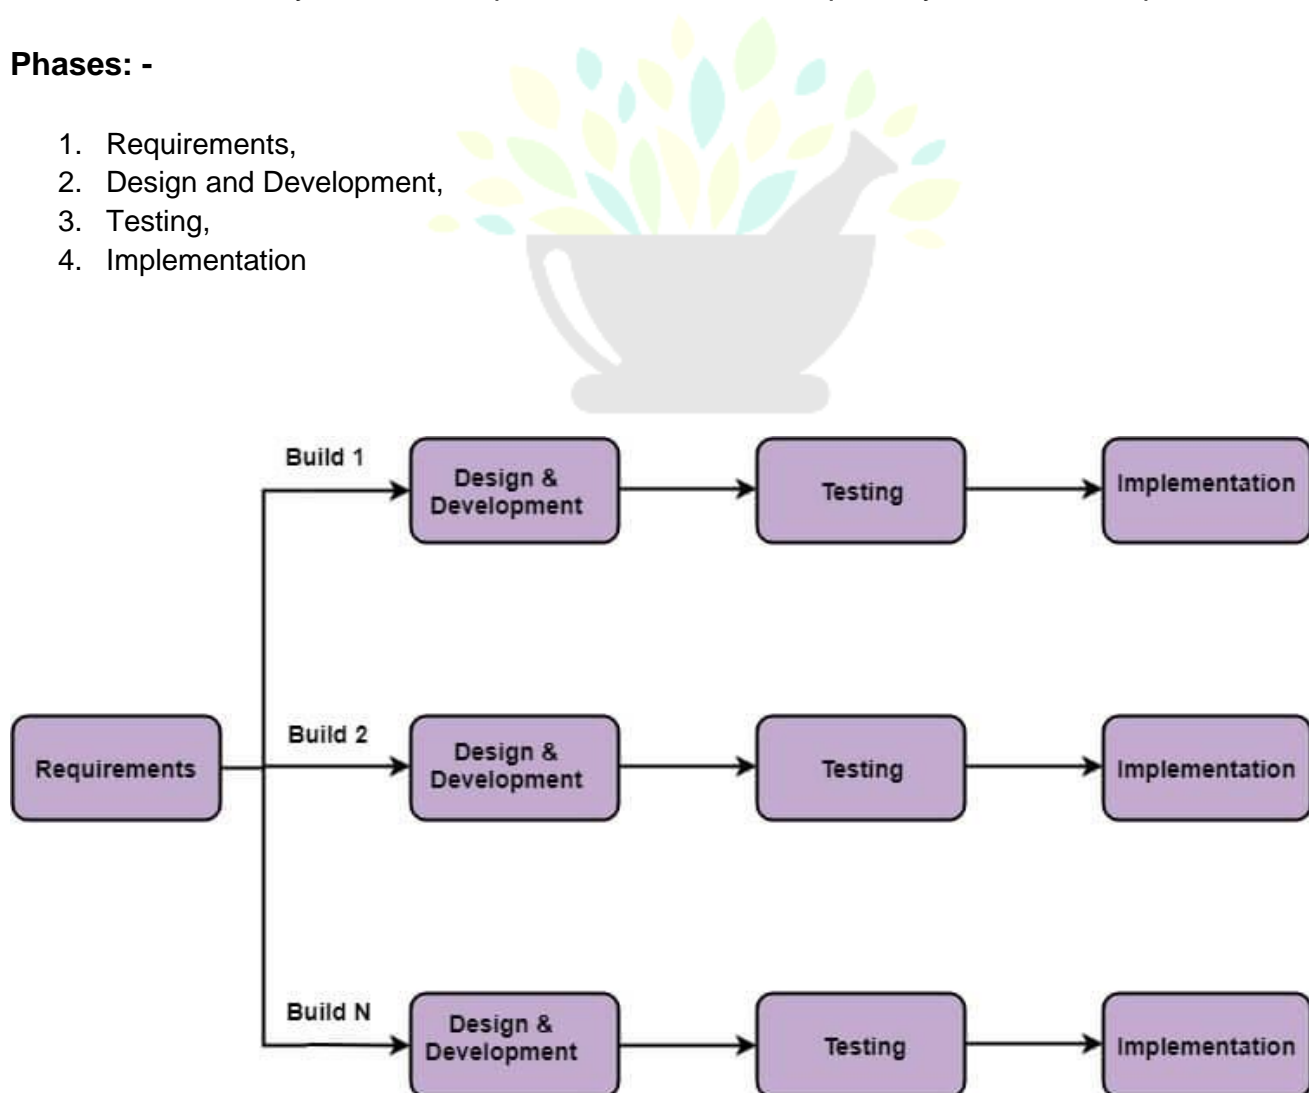 Phases: -
1. Requirements,
2. Design and Development,
3. Testing,
4. Implementation
Build 1
Design &
Development
Testing
Implementation
Build 2
Requirements
Design &
Development
Testing
Implementation
Build N
Design &
Development
Testing
Implementation